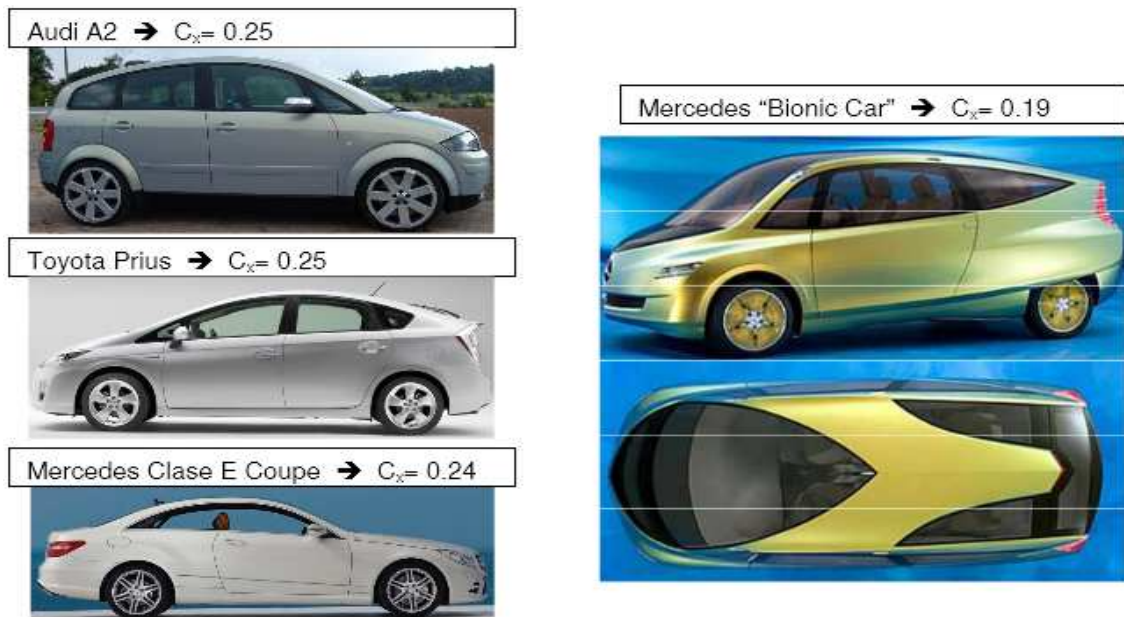 Audi A2 ➔ Cx= 0.25
Toyota Prius ➔ Cx= 0.25
Mercedes Clase E Coupe ➔ Cx= 0.24
Mercedes “Bionic Car” ➔ Cx= 0.19